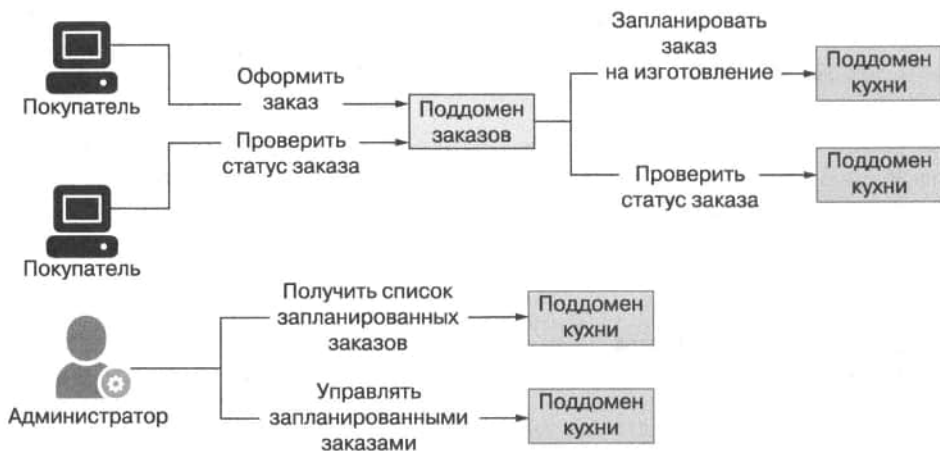 Покупатель
Оформить
заказ
Проверить
статус заказа
Покупатель
Поддомен
заказов
Запланировать
заказ
на изготовление
Поддомен
кухни
Проверить
статус заказа
Поддомен
кухни
Администратор
Получить список
запланированных
заказов
Поддомен
кухни
Управлять
запланированными
заказами
Поддомен
кухни